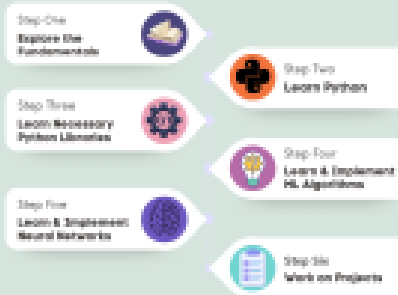 Step One
Explore the
Fundamentals
Step Two
Learn Python
Step Three
Learn Necessary
Python Libraries
Step Four
Learn & Implement
ML Algorithms
Step Five
Learn & Implement
Neural Networks
Step Six
Work on Projects